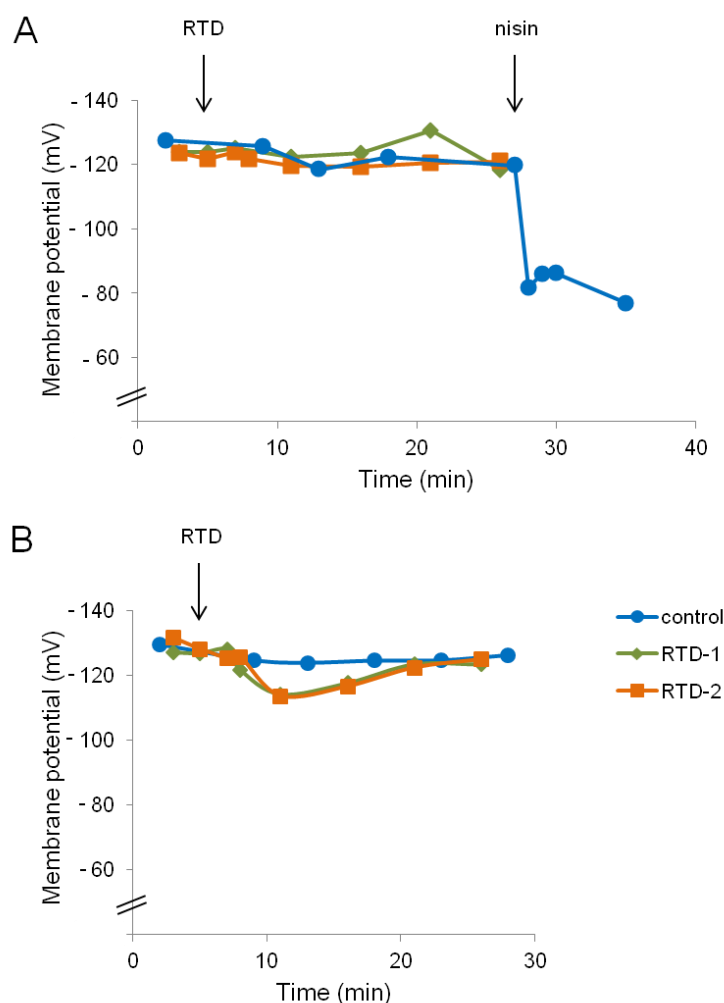 A
RTD
nisin
Membrane potential (mV)
- 140
- 120
- 100
- 80
- 60
0
10
20
30
40
Time (min)
B
RTD
Membrane potential (mV)
- 140
- 120
- 100
- 80
- 60
0
10
20
30
Time (min)
control
RTD-1
RTD-2